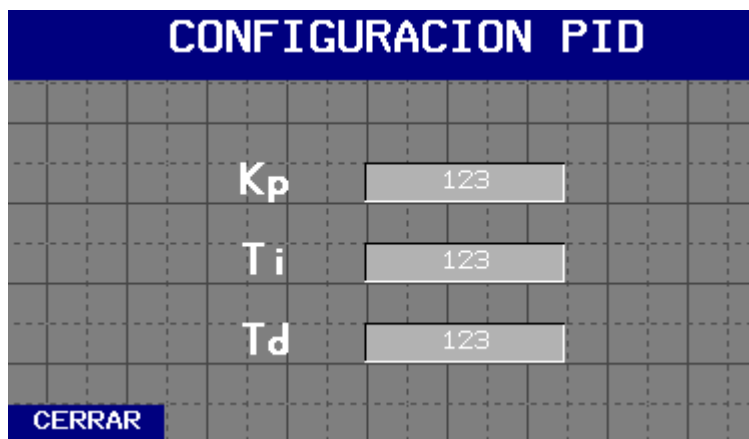 CONFIGURACION PID
Kp 123
Ti 123
Td 123
CERRAR